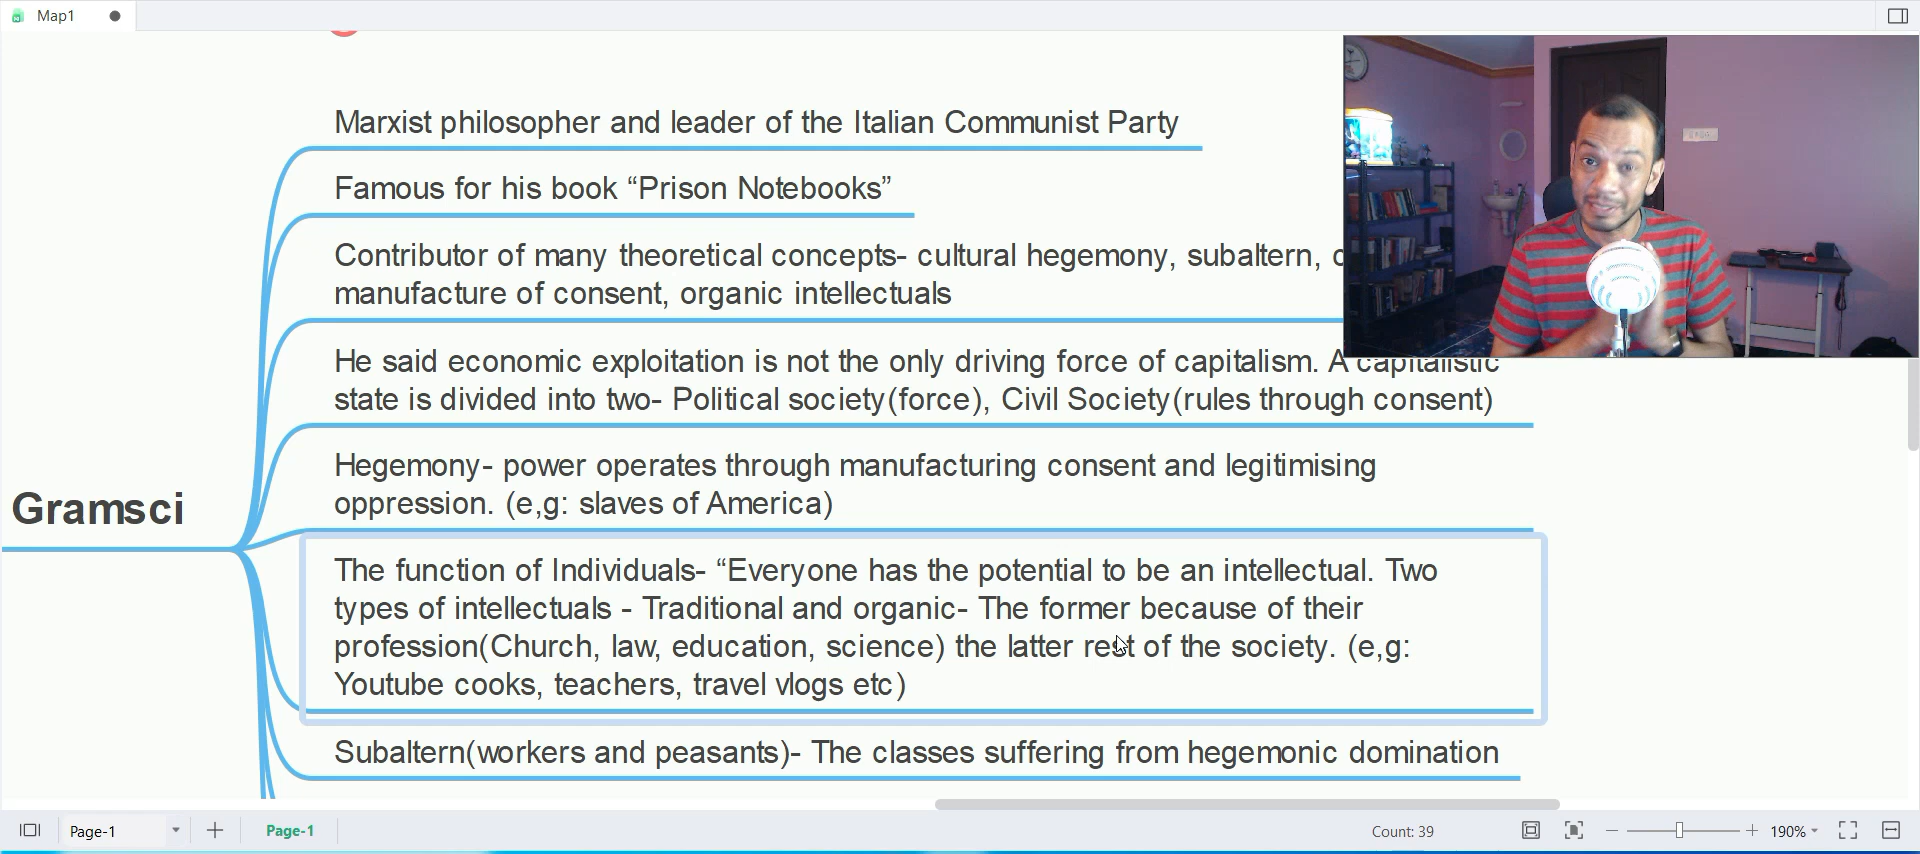 Map1
Marxist philosopher and leader of the Italian Communist Party
Famous for his book “Prison Notebooks”
Contributor of many theoretical concepts- cultural hegemony, subaltern,
manufacture of consent, organic intellectuals
He said economic exploitation is not the only driving force of capitalism. A capitalistic
state is divided into two- Political society(force), Civil Society(rules through consent)
Hegemony- power operates through manufacturing consent and legitimising
oppression. (e,g: slaves of America)
Gramsci
The function of Individuals- “Everyone has the potential to be an intellectual. Two
types of intellectuals - Traditional and organic- The former because of their
profession(Church, law, education, science) the latter rest of the society. (e,g:
Youtube cooks, teachers, travel vlogs etc)
Subaltern(workers and peasants)- The classes suffering from hegemonic domination
Page-1
Page-1
Count: 39
190%